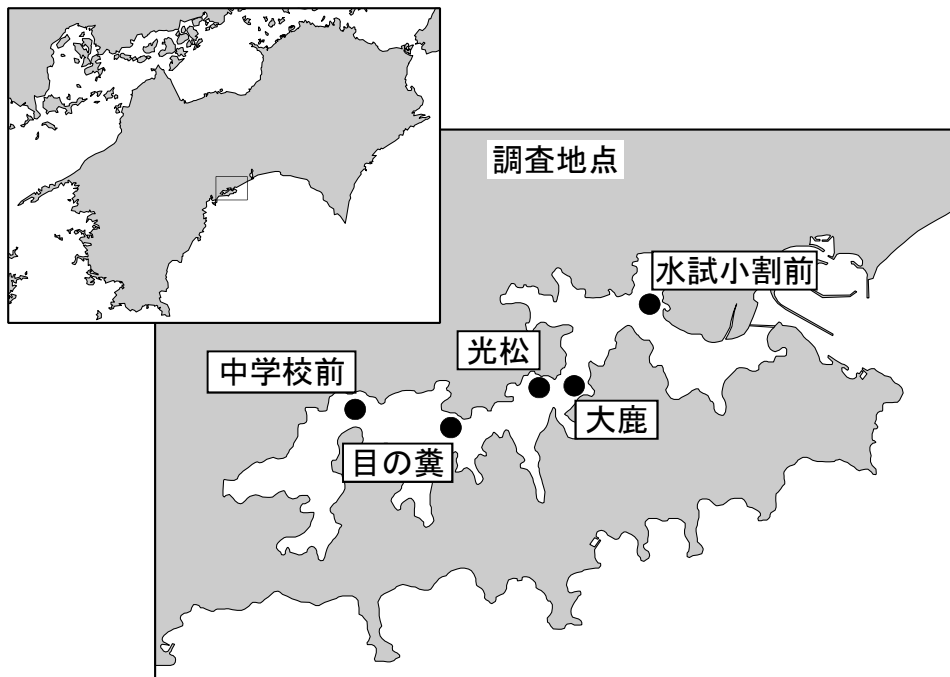 調査地点
水試小割前
光松
中学校前
大鹿
目の糞